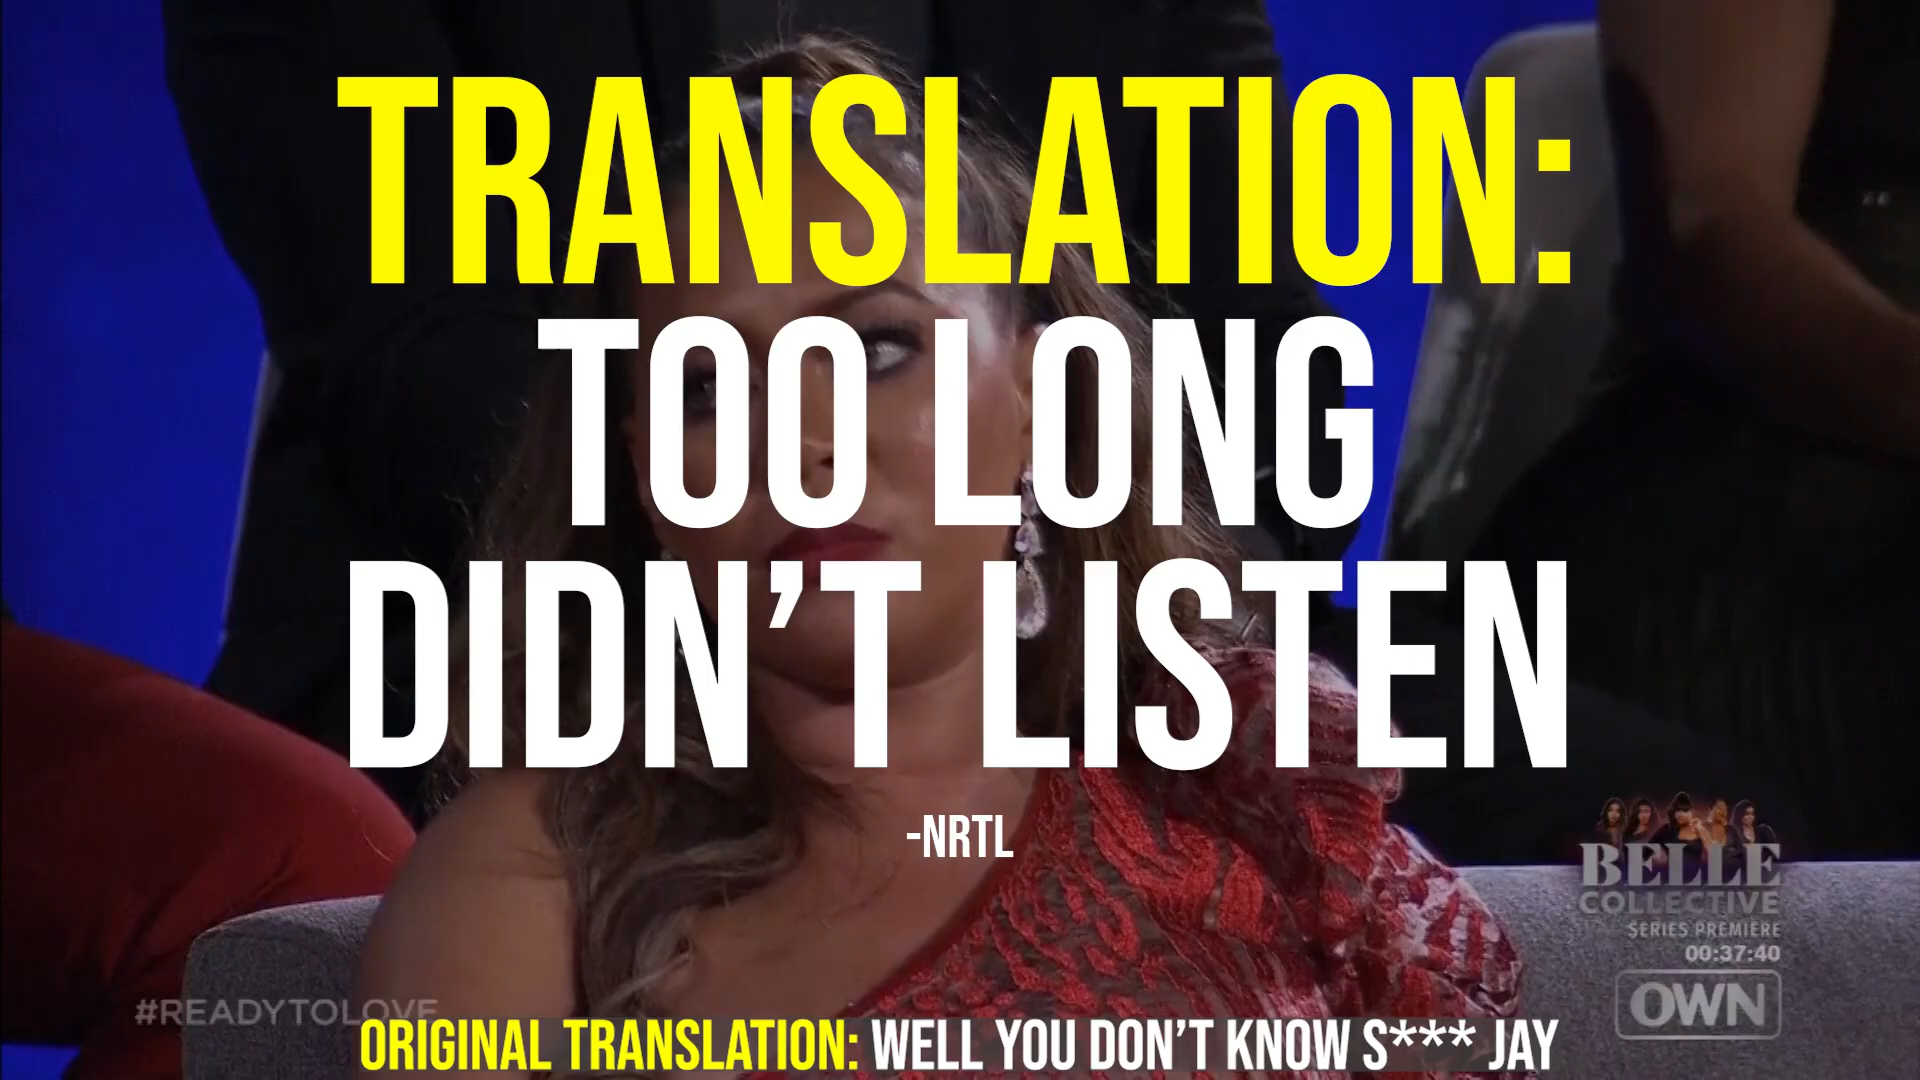 TRANSLATION:
TOO LONG
DIDN’T LISTEN
-NRTL
BELLE
COLLECTIVE
SERIES PREMIERE
00:37:40
OWN
#READYTOLOVE
ORIGINAL TRANSLATION: WELL YOU DON’T KNOW S*** JAY